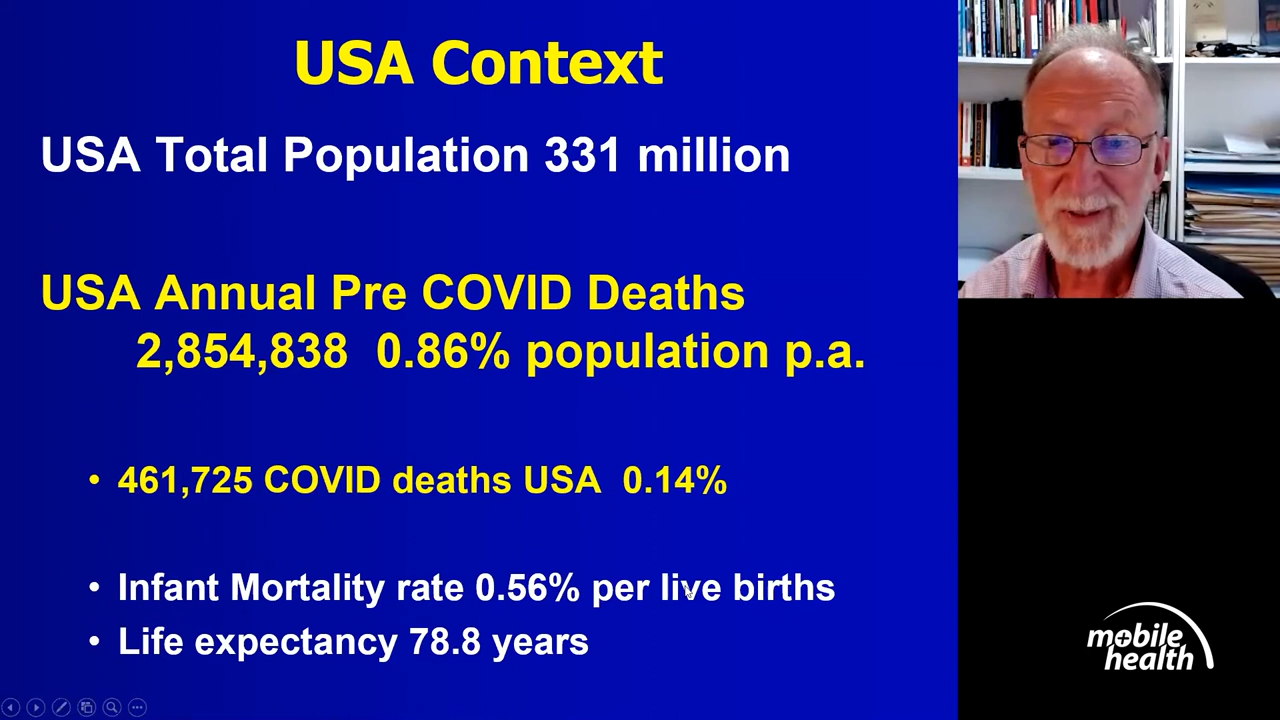 USA Context
USA Total Population 331 million
USA Annual Pre COVID Deaths
2,854,838 0.86% population p.a.
• 461,725 COVID deaths USA 0.14%
• Infant Mortality rate 0.56% per live births
• Life expectancy 78.8 years
mobile
health